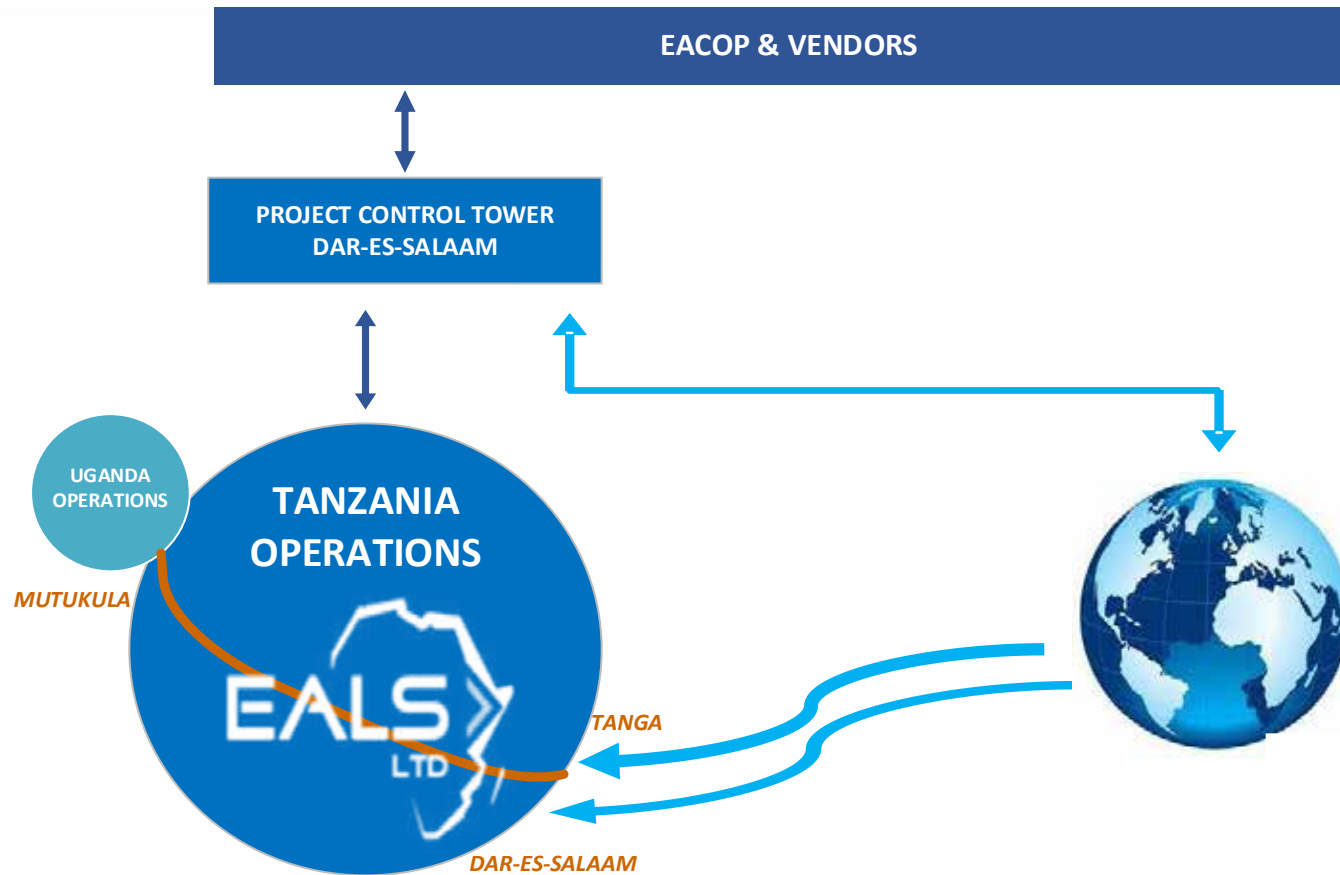 EACOP & VENDORS
PROJECT CONTROL TOWER
DAR-ES-SALAAM
UGANDA
OPERATIONS
TANZANIA
OPERATIONS
MUTUKULA
EALS
LTD
TANGA
DAR-ES-SALAAM